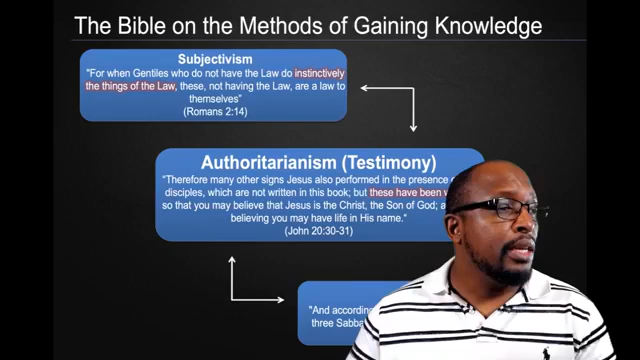 The Bible on the Methods of Gaining Knowledge
Subjectivism
"For when Gentiles who do not have the Law do instinctively
the things of the Law, these, not having the Law, are a law to
themselves"
(Romans 2:14)
Authoritarianism (Testimony)
"Therefore many other signs Jesus also performed in the presence
disciples, which are not written in this book; but these have been
so that you may believe that Jesus is the Christ, the Son of God;
believing you may have life in His name."
(John 20:30-31)
"And according
three